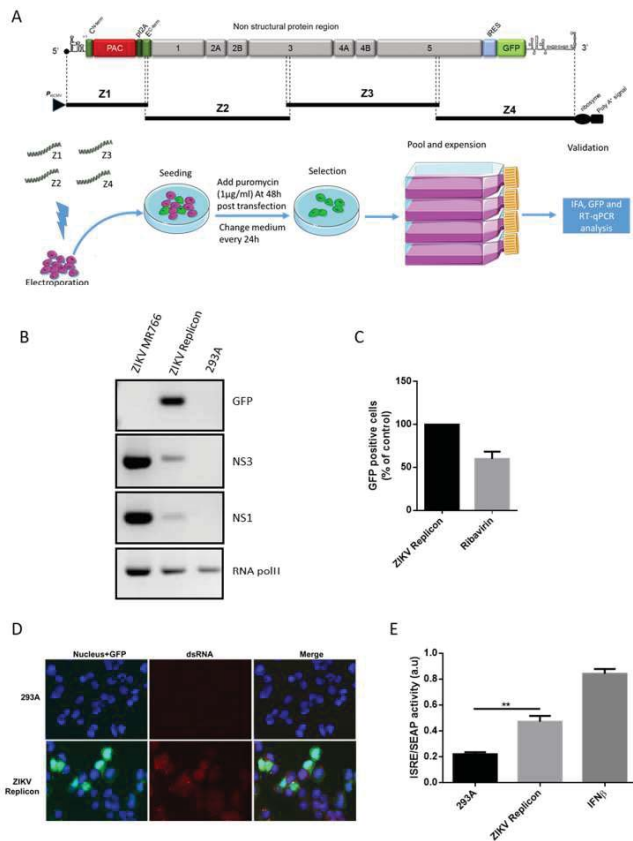 A
Non structural protein region
PAC
p2A
IRES
GFP
5'
3'
1
2A
2B
3
4A
4B
5
Z1
Z2
Z3
Z4
ribosyme
Poly A⁺ signal
Z1
Z3
Z2
Z4
Electroporation
Seeding
Add puromycin
(1µg/ml) At 48h
post transfection
Change medium
every 24h
Selection
Pool and expension
Validation
IFA, GFP and
RT-qPCR
analysis
B
ZIKV MR766
ZIKV Replicon
293A
GFP
NS3
NS1
RNA polII
C
GFP positive cells
(% of control)
150
100
50
0
ZIKV Replicon
Ribavirin
D
Nucleus+GFP
dsRNA
Merge
293A
ZIKV
Replicon
E
ISRE/SEAP activity (a.u)
1.0
0.8
0.6
0.4
0.2
0.0
**
293A
ZIKV Replicon
IFNβ